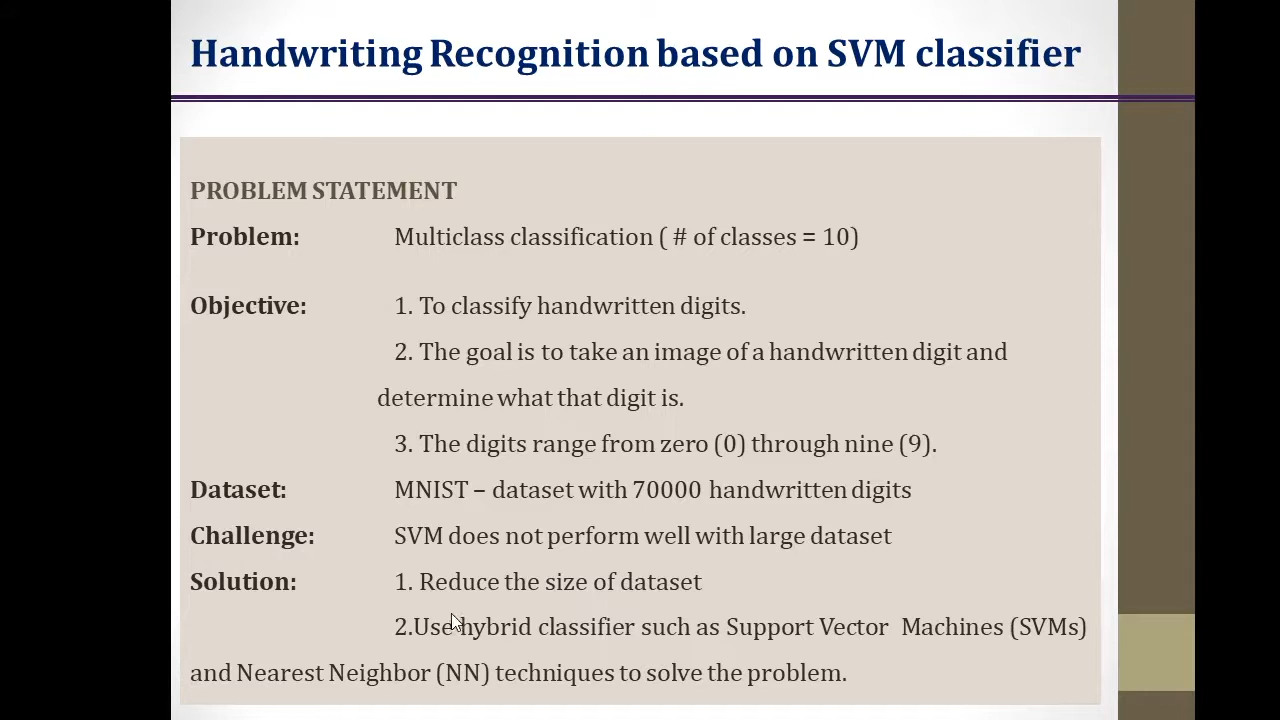 Handwriting Recognition based on SVM classifier
PROBLEM STATEMENT
Problem: Multiclass classification ( # of classes = 10)
Objective: 1. To classify handwritten digits.
2. The goal is to take an image of a handwritten digit and
determine what that digit is.
3. The digits range from zero (0) through nine (9).
Dataset: MNIST – dataset with 70000 handwritten digits
Challenge: SVM does not perform well with large dataset
Solution: 1. Reduce the size of dataset
2.Use hybrid classifier such as Support Vector Machines (SVMs)
and Nearest Neighbor (NN) techniques to solve the problem.